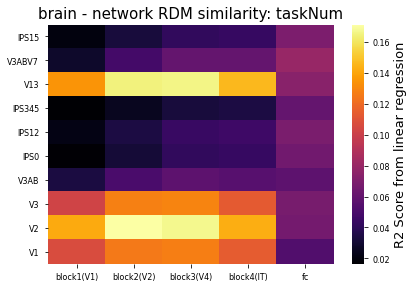 brain - network RDM similarity: taskNum
IPS15
V3ABV7
V13
IPS345
IPS12
IPS0
V3AB
V3
V2
V1
block1(V1) block2(V2) block3(V4) block4(IT) fc
0.16
0.14
0.12
0.10
0.08
0.06
0.04
0.02
R2 Score from linear regression